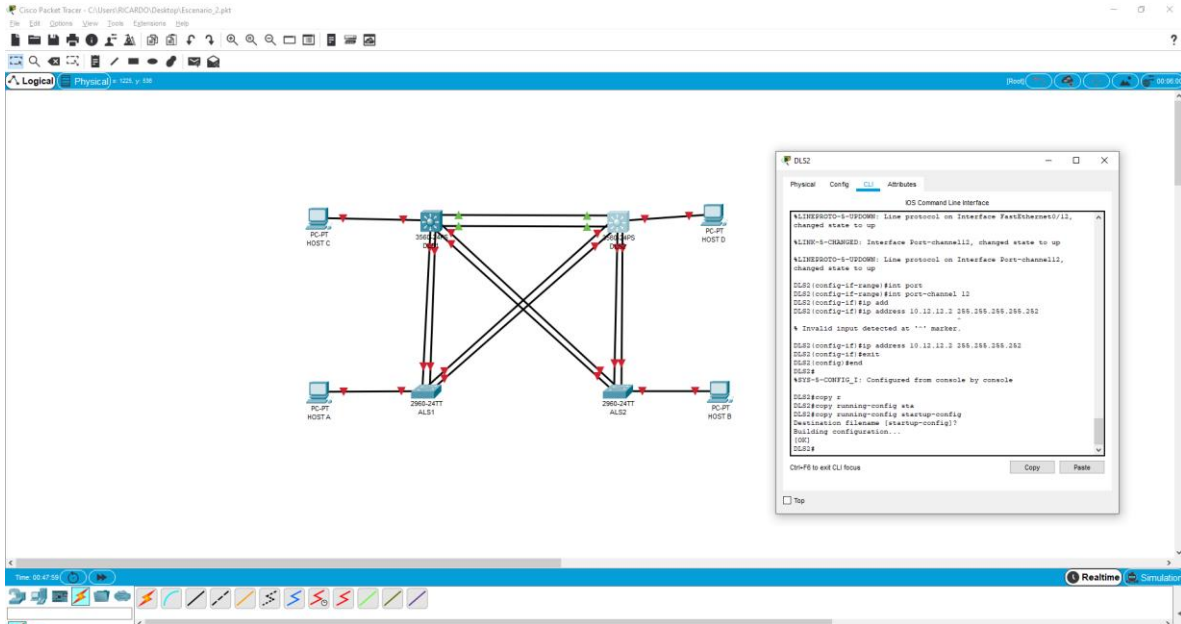 Cisco Packet Tracer - C:\Users\RICARDO\Desktop\Escenario_2.pkt
File Edit Options View Tools Extensions Help
Logical Physical x: 1225, y: 538
[Root]
DLS2
Physical Config CLI Attributes
IOS Command Line Interface
%LINEPROTO-5-UPDOWN: Line protocol on Interface FastEthernet0/12,
changed state to up
%LINK-5-CHANGED: Interface Port-channel12, changed state to up
%LINEPROTO-5-UPDOWN: Line protocol on Interface Port-channel12,
changed state to up
DLS2(config-if-range)#int port
DLS2(config-if-range)#int port-channel 12
DLS2(config-if)#ip add
DLS2(config-if)#ip address 10.12.12.2 255.255.255.255.252
^
% Invalid input detected at '^' marker.
DLS2(config-if)#ip address 10.12.12.2 255.255.255.252
DLS2(config-if)#exit
DLS2(config)#end
DLS2#
%SYS-5-CONFIG_I: Configured from console by console
DLS2#copy r
DLS2#copy running-config sta
DLS2#copy running-config startup-config
Destination filename [startup-config]?
Building configuration...
[OK]
DLS2#
Ctrl+F6 to exit CLI focus Copy Paste
Top
PC-PT
HOST C
PC-PT
HOST D
PC-PT
HOST A
2960-24TT
ALS1
2960-24TT
ALS2
PC-PT
HOST B
Time: 00:47:59
Realtime Simulation